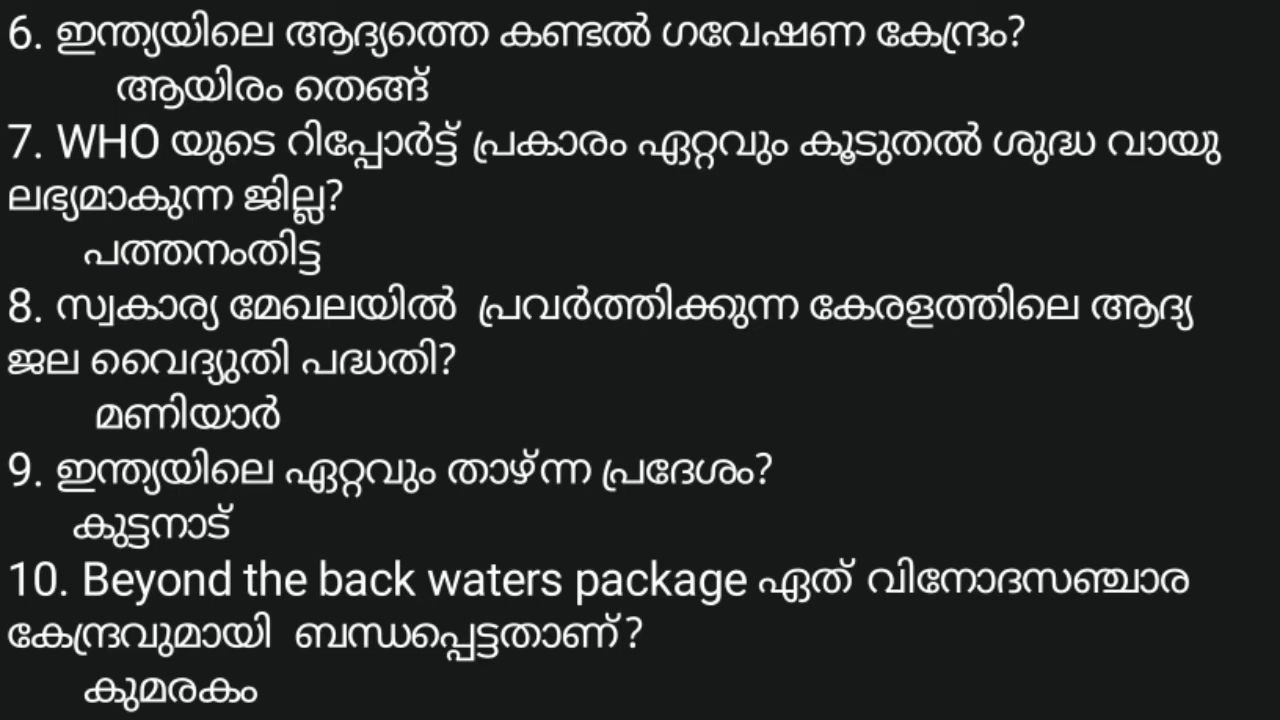 6. ഇന്ത്യയിലെ ആദ്യത്തെ കണ്ടൽ ഗവേഷണ കേന്ദ്രം?
ആയിരം തെങ്ങ്
7. WHO യുടെ റിപ്പോർട്ട് പ്രകാരം ഏറ്റവും കൂടുതൽ ശുദ്ധ വായു
ലഭ്യമാകുന്ന ജില്ല?
പത്തനംതിട്ട
8. സ്വകാര്യ മേഖലയിൽ പ്രവർത്തിക്കുന്ന കേരളത്തിലെ ആദ്യ
ജല വൈദ്യുതി പദ്ധതി?
മണിയാർ
9. ഇന്ത്യയിലെ ഏറ്റവും താഴ്ന്ന പ്രദേശം?
കുട്ടനാട്
10. Beyond the back waters package ഏത് വിനോദസഞ്ചാര
കേന്ദ്രവുമായി ബന്ധപ്പെട്ടതാണ്?
കുമരകം